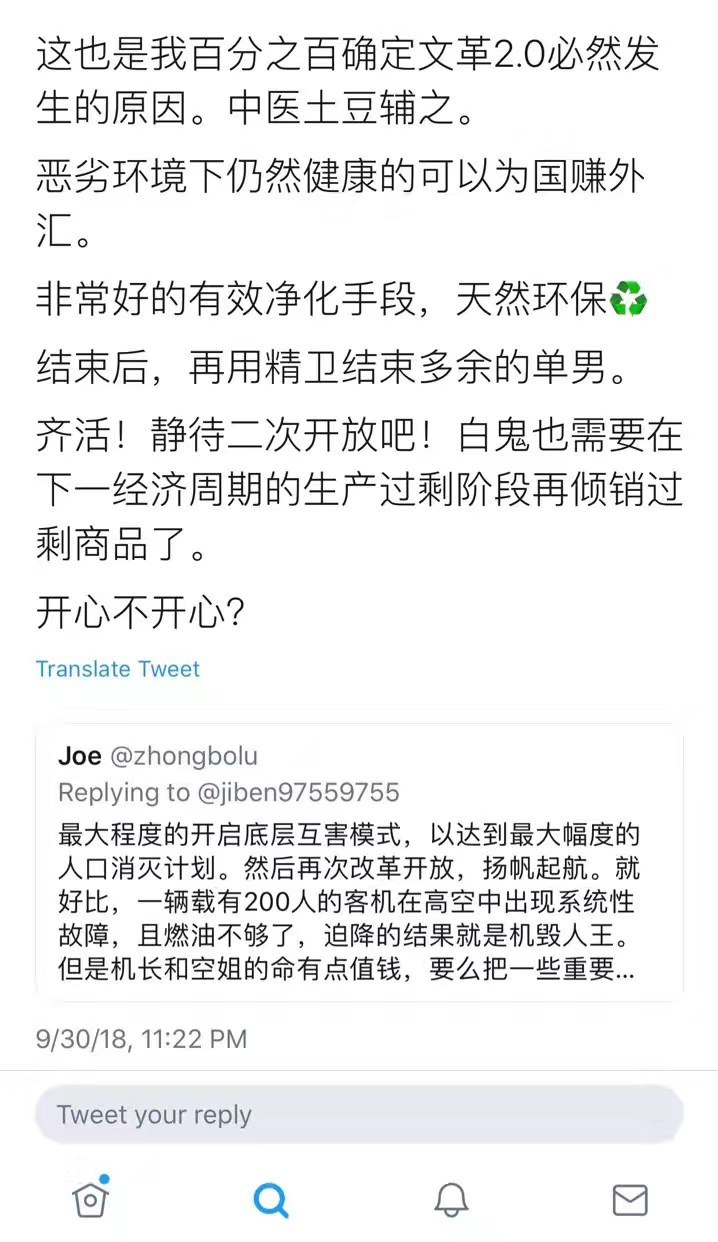 这也是我百分之百确定文革2.0必然发
生的原因。中医土豆辅之。
恶劣环境下仍然健康的可以为国赚外
汇。
非常好的有效净化手段，天然环保♻️
结束后，再用精卫结束多余的单男。
齐活！静待二次开放吧！白鬼也需要在
下一经济周期的生产过剩阶段再倾销过
剩商品了。
开心不开心？
Translate Tweet
Joe @zhongbolu
Replying to @jiben97559755
最大程度的开启底层互害模式，以达到最大幅度的
人口消灭计划。然后再次改革开放，扬帆起航。就
好比，一辆载有200人的客机在高空中出现系统性
故障，且燃油不够了，迫降的结果就是机毁人王。
但是机长和空姐的命有点值钱，要么把一些重要...
9/30/18, 11:22 PM
Tweet your reply